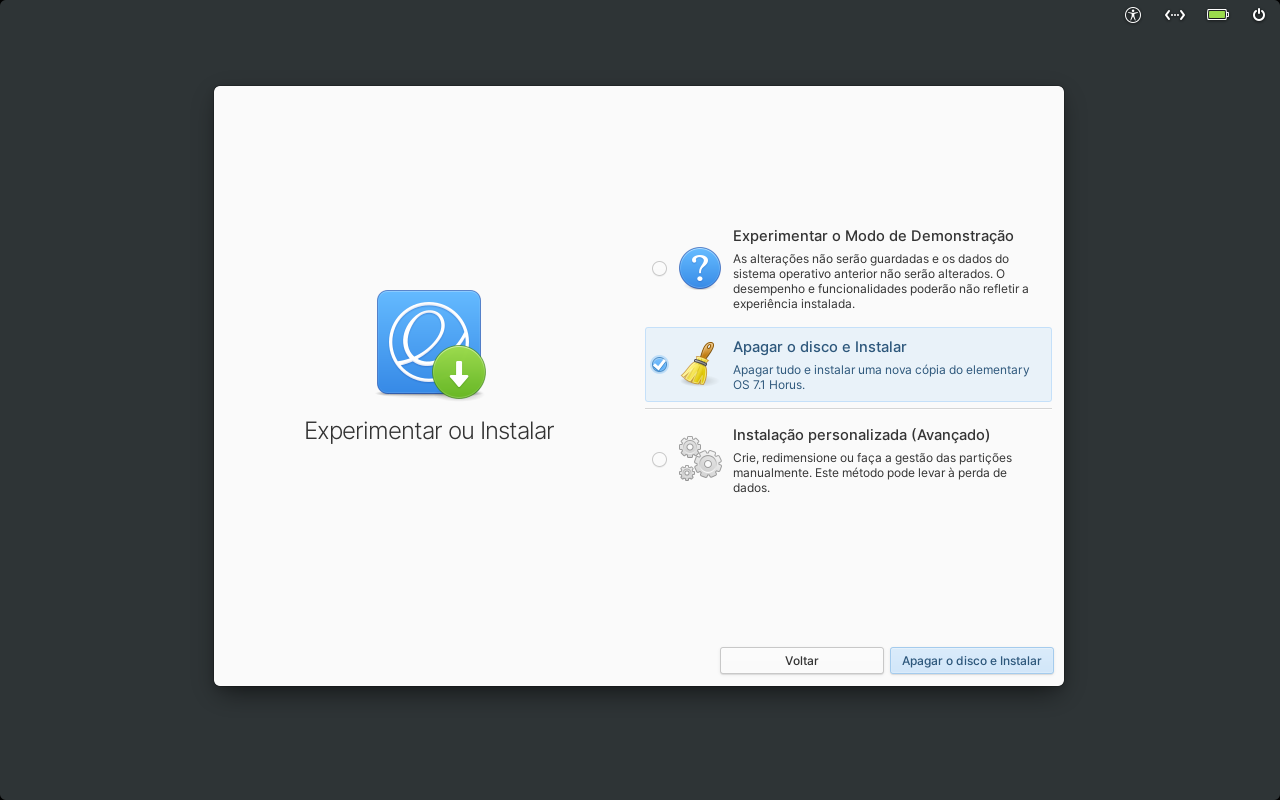 Experimentar ou Instalar
Experimentar o Modo de Demonstração
As alterações não serão guardadas e os dados do
sistema operativo anterior não serão alterados. O
desempenho e funcionalidades poderão não refletir a
experiência instalada.
Apagar o disco e Instalar
Apagar tudo e instalar uma nova cópia do elementary
OS 7.1 Horus.
Instalação personalizada (Avançado)
Crie, redimensione ou faça a gestão das partições
manualmente. Este método pode levar à perda de
dados.
Voltar
Apagar o disco e Instalar